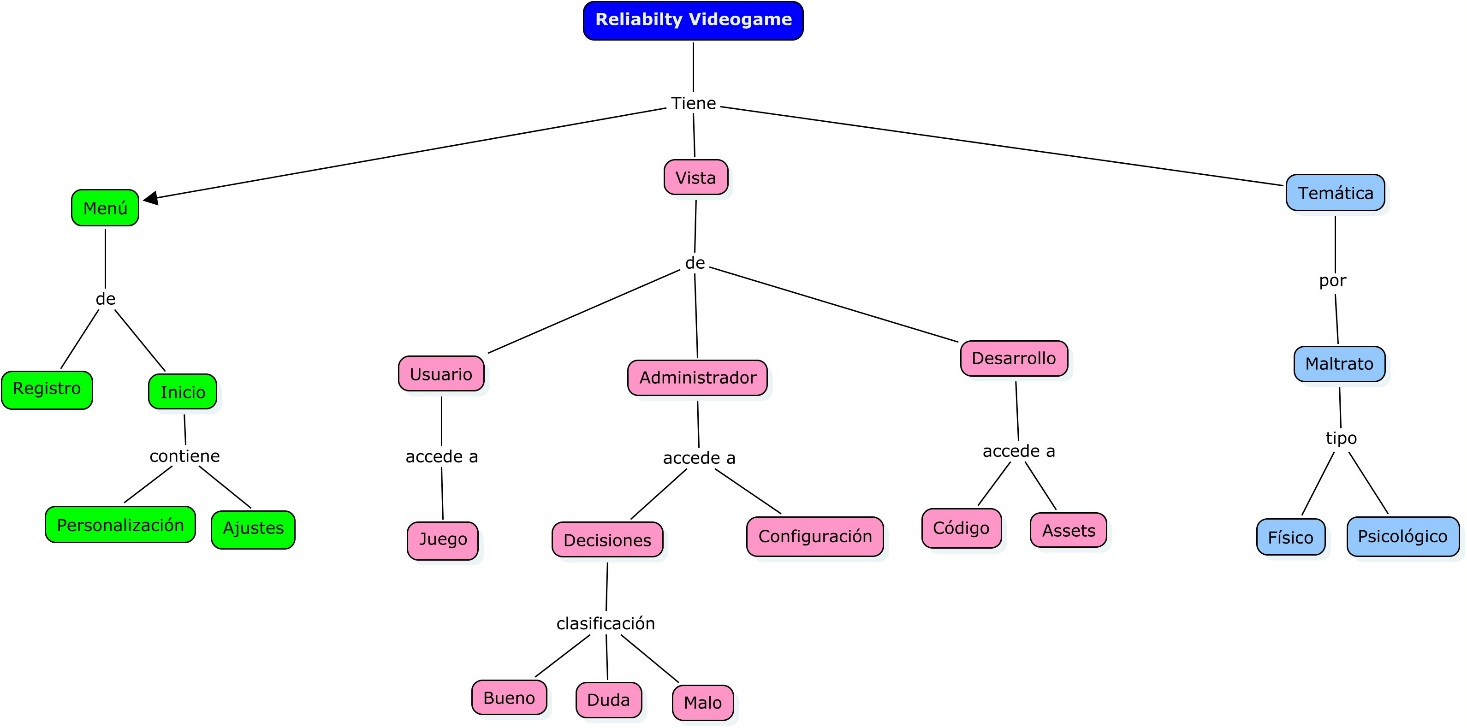 Reliabilty Videogame
Tiene
Menú
Vista
Temática
de
de
por
Registro
Inicio
Usuario
Administrador
Desarrollo
Maltrato
contiene
accede a
accede a
accede a
tipo
Personalización
Ajustes
Juego
Decisiones
Configuración
Código
Assets
Físico
Psicológico
clasificación
Bueno
Duda
Malo